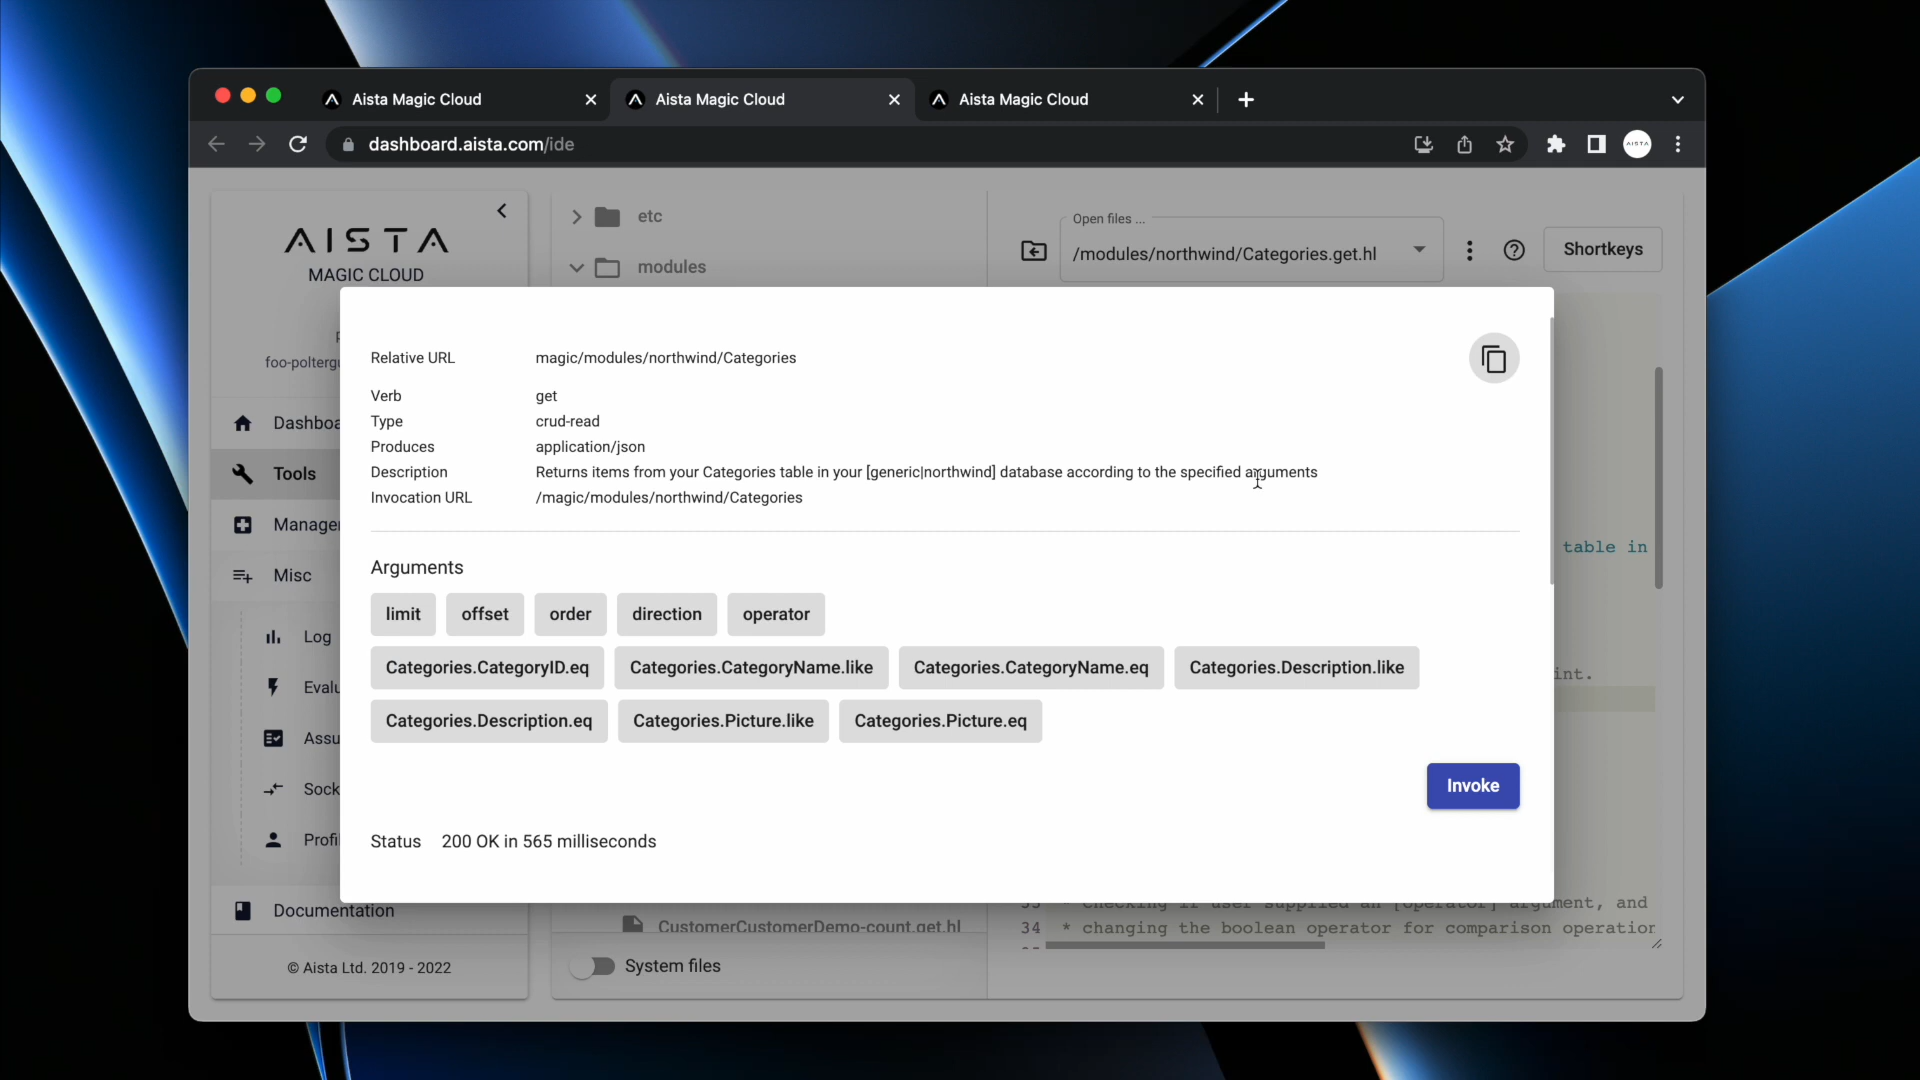 Aista Magic Cloud
Aista Magic Cloud
Aista Magic Cloud
dashboard.aista.com/ide
AISTA
AISTA
MAGIC CLOUD
foo-polterg
Dashboa
Tools
Manage
Misc
Log
Evalu
Assu
Sock
Profi
Documentation
© Aista Ltd. 2019 - 2022
etc
modules
Open files ...
/modules/northwind/Categories.get.hl
Shortkeys
Relative URL magic/modules/northwind/Categories
Verb get
Type crud-read
Produces application/json
Description Returns items from your Categories table in your [generic|northwind] database according to the specified arguments
Invocation URL /magic/modules/northwind/Categories
Arguments
limit offset order direction operator
Categories.CategoryID.eq Categories.CategoryName.like Categories.CategoryName.eq Categories.Description.like
Categories.Description.eq Categories.Picture.like Categories.Picture.eq
Invoke
Status 200 OK in 565 milliseconds
table in
int.
CustomerCustomerDemo-count.get.hl
System files
33 * Checking if user supplied an [operator] argument, and
34 * changing the boolean operator for comparison operation